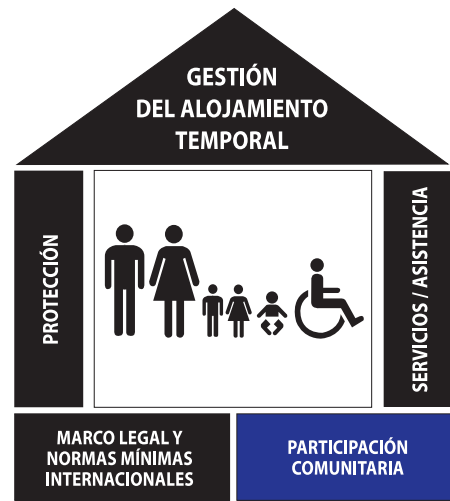 GESTIÓN
DEL ALOJAMIENTO
TEMPORAL
PROTECCIÓN
SERVICIOS / ASISTENCIA
MARCO LEGAL Y
NORMAS MÍNIMAS
INTERNACIONALES
PARTICIPACIÓN
COMUNITARIA